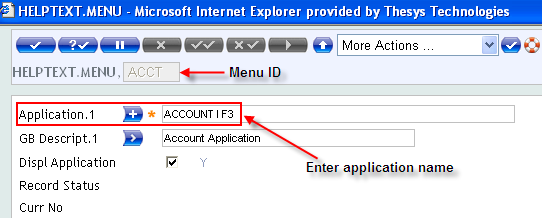 HELPTEXT.MENU - Microsoft Internet Explorer provided by Thesys Technologies
More Actions ...
HELPTEXT.MENU, ACCT
Menu ID
Application.1 * ACCOUNT I F3
GB Descript.1 Account Application
Displ Application Y
Enter application name
Record Status
Curr No